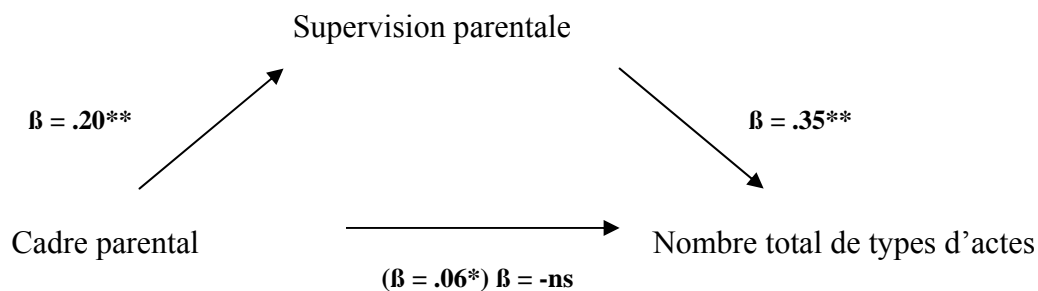 Supervision parentale
ß = .20**
ß = .35**
Cadre parental
Nombre total de types d’actes
(ß = .06*) ß = -ns